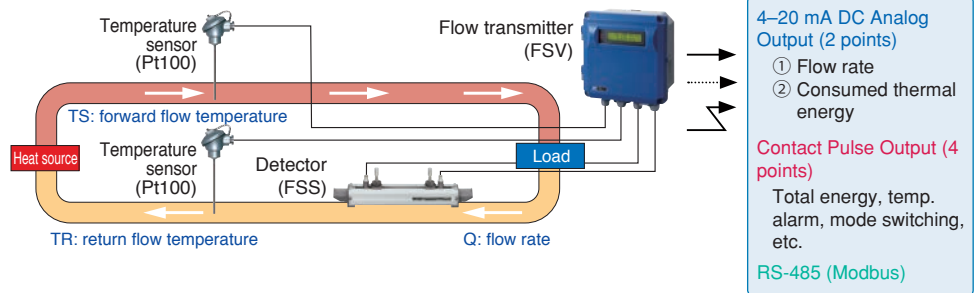 Temperature
sensor
(Pt100)
Flow transmitter
(FSV)
TS: forward flow temperature
Heat source
Temperature
sensor
(Pt100)
Detector
(FSS)
Load
TR: return flow temperature
Q: flow rate
4–20 mA DC Analog
Output (2 points)
① Flow rate
② Consumed thermal
energy
Contact Pulse Output (4
points)
Total energy, temp.
alarm, mode switching,
etc.
RS-485 (Modbus)